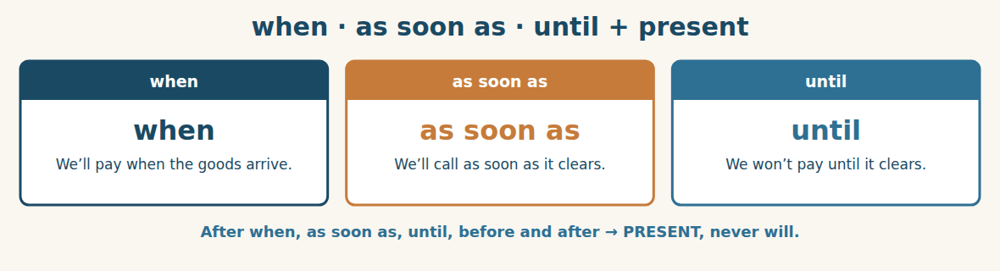 when · as soon as · until + present
when
when
We’ll pay when the goods arrive.
as soon as
as soon as
We’ll call as soon as it clears.
until
until
We won’t pay until it clears.
After when, as soon as, until, before and after → PRESENT, never will.